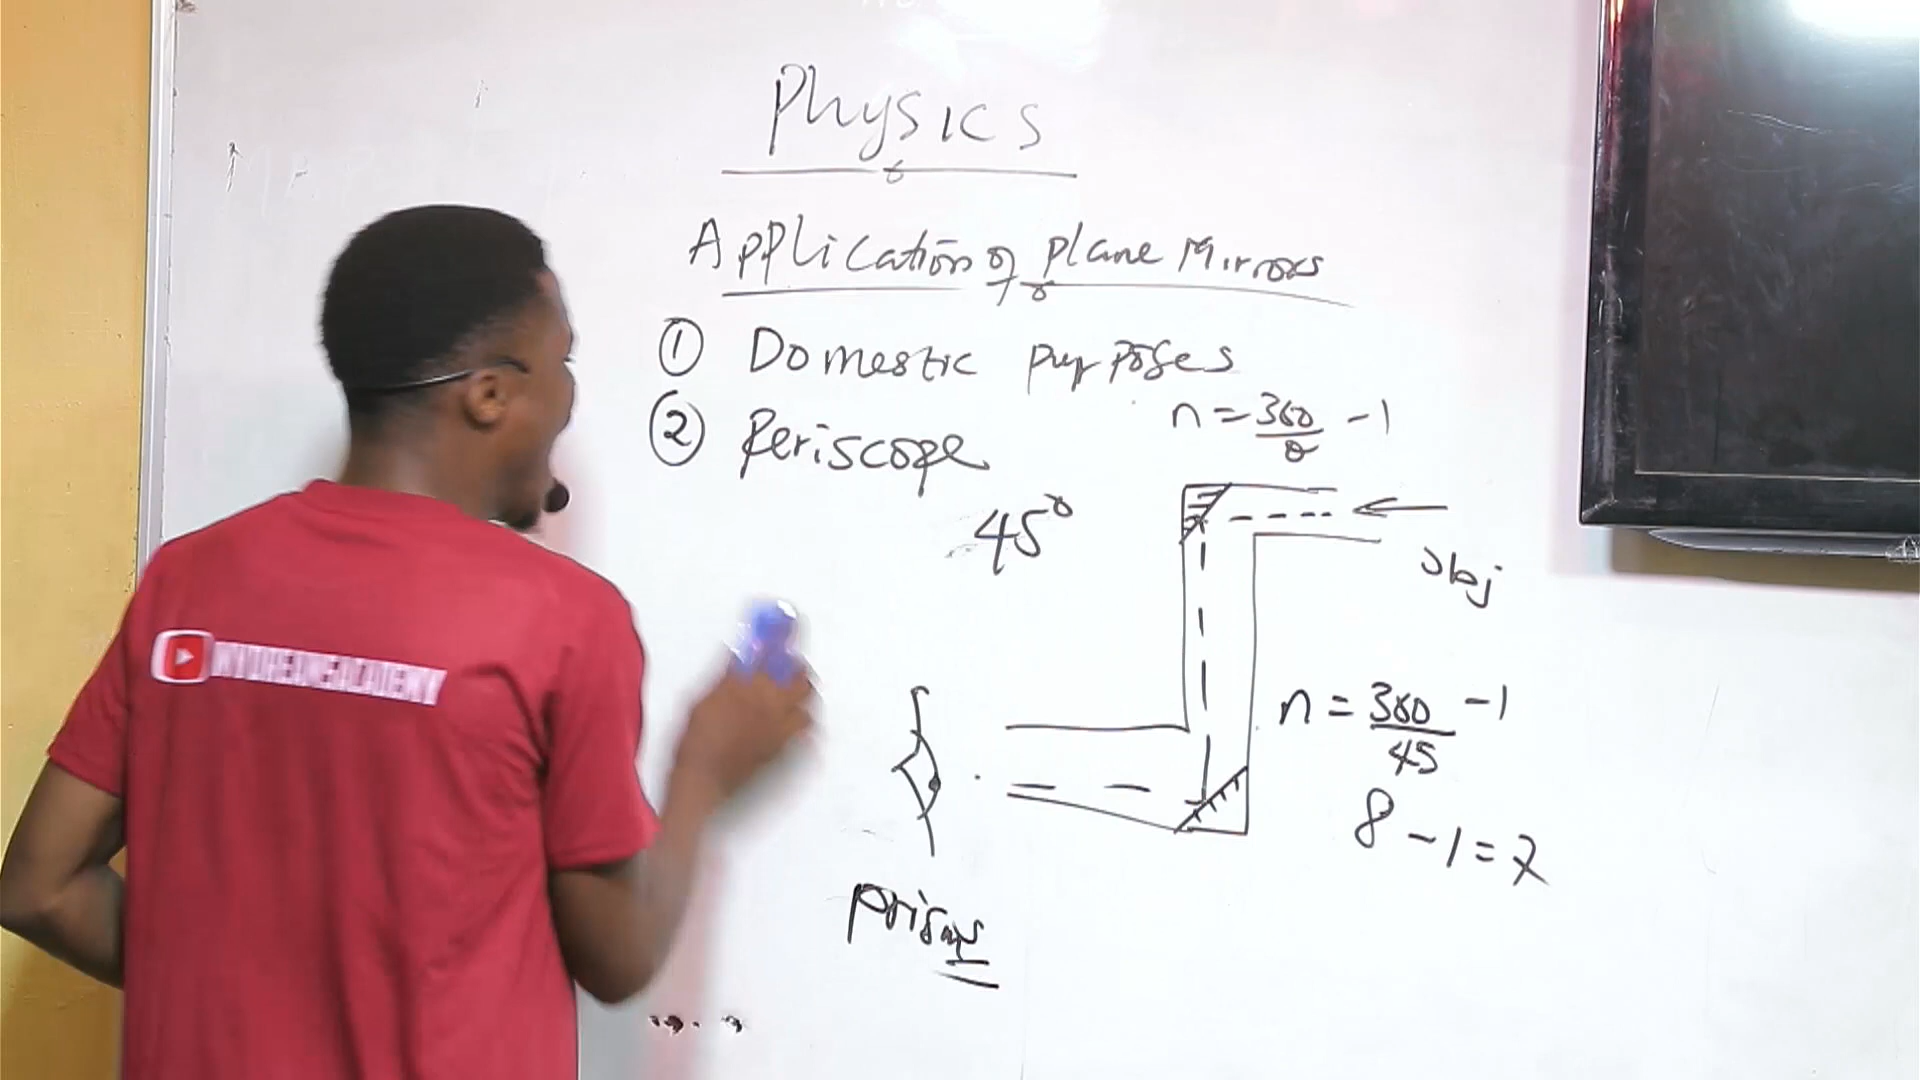 Physics
Application of plane Mirrors
① Domestic purposes
② Periscope
n = 360/θ - 1
45°
obj
n = 360/45 - 1
8 - 1 = 7
prisms